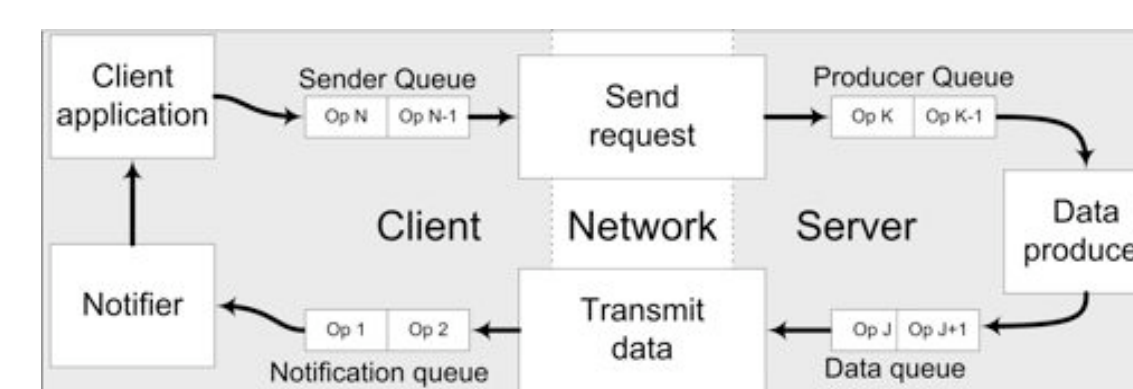 Client
application
Sender Queue
Op N
Op N-1
Send
request
Producer Queue
Op K
Op K-1
Data
produce
Client
Network
Server
Notifier
Op 1
Op 2
Notification queue
Transmit
data
Op J
Op J+1
Data queue